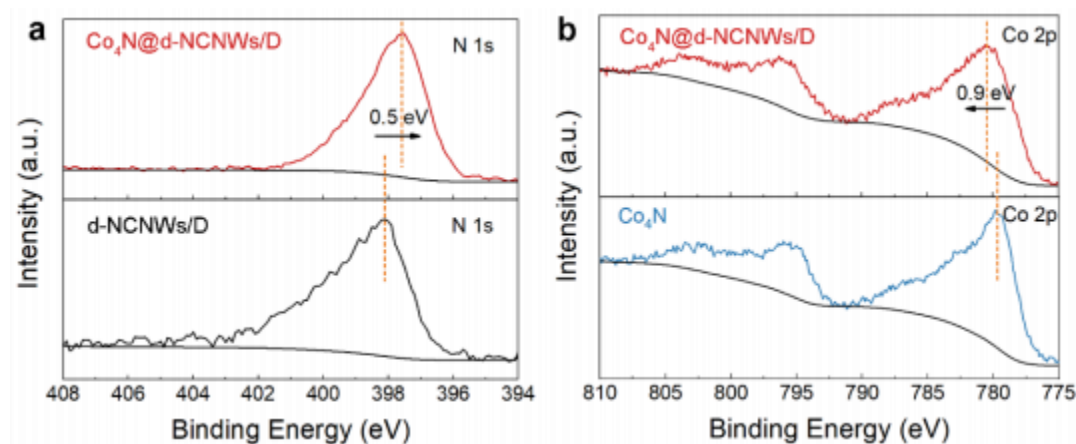 a
Co₄N@d-NCNWs/D
N 1s
0.5 eV
d-NCNWs/D
N 1s
Intensity (a.u.)
408 406 404 402 400 398 396 394
Binding Energy (eV)
b
Co₄N@d-NCNWs/D
Co 2p
0.9 eV
Co₄N
Co 2p
Intensity (a.u.)
810 805 800 795 790 785 780 775
Binding Energy (eV)